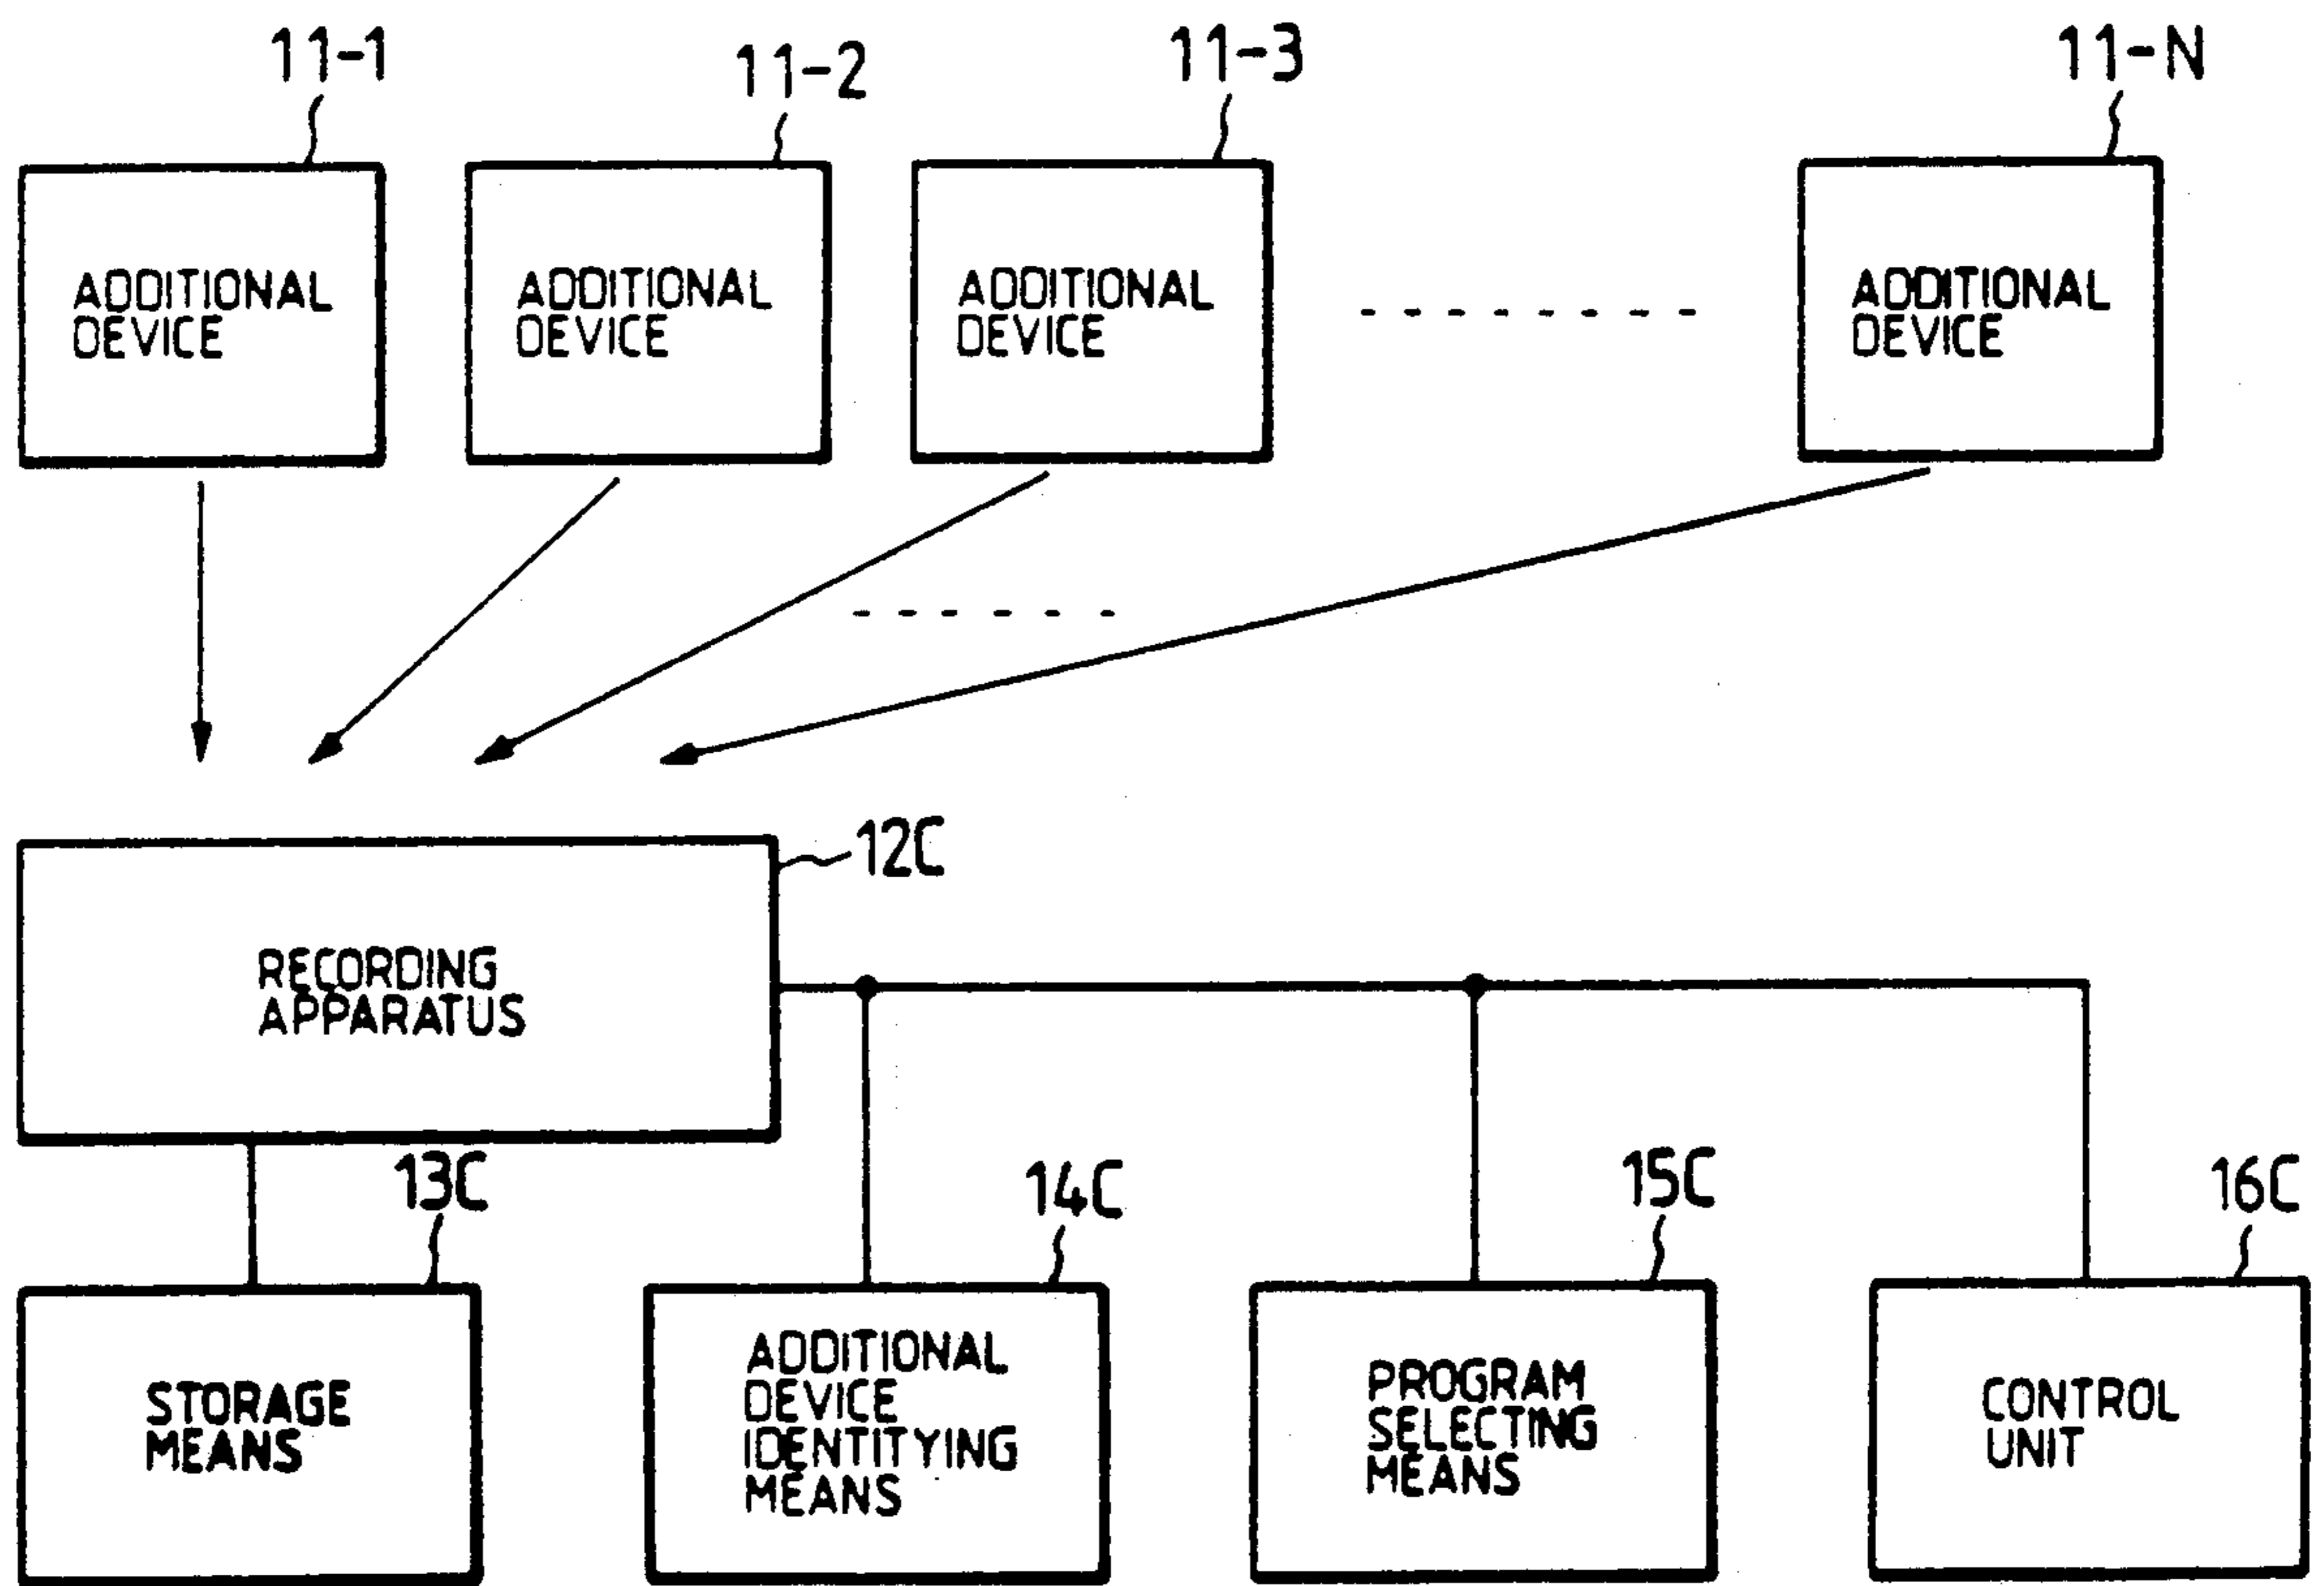 11-1
11-2
11-3
11-N
ADDITIONAL
DEVICE
ADDITIONAL
DEVICE
ADDITIONAL
DEVICE
ADDITIONAL
DEVICE
12C
RECORDING
APPARATUS
13C
14C
15C
16C
STORAGE
MEANS
ADDITIONAL
DEVICE
IDENTITYING
MEANS
PROGRAM
SELECTING
MEANS
CONTROL
UNIT